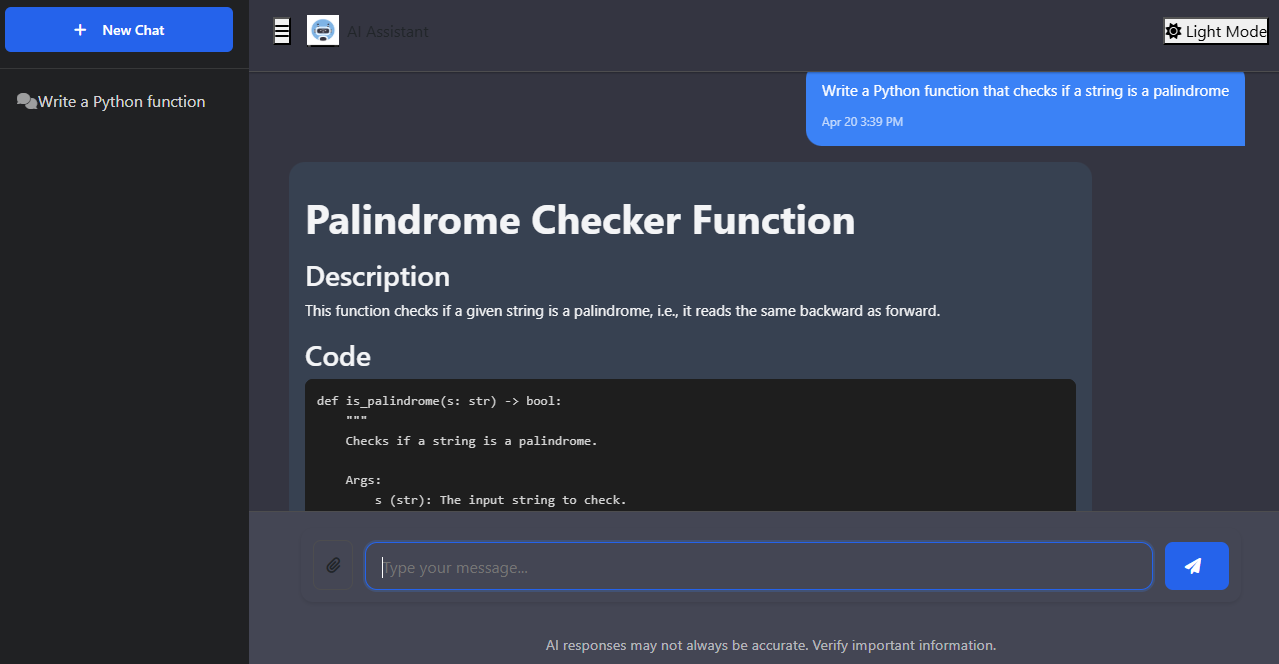 New Chat
Write a Python function
AI Assistant
Light Mode
Write a Python function that checks if a string is a palindrome
Apr 20 3:39 PM
Palindrome Checker Function
Description
This function checks if a given string is a palindrome, i.e., it reads the same backward as forward.
Code
def is_palindrome(s: str) -> bool:
    """
    Checks if a string is a palindrome.

    Args:
        s (str): The input string to check.
Type your message...
AI responses may not always be accurate. Verify important information.